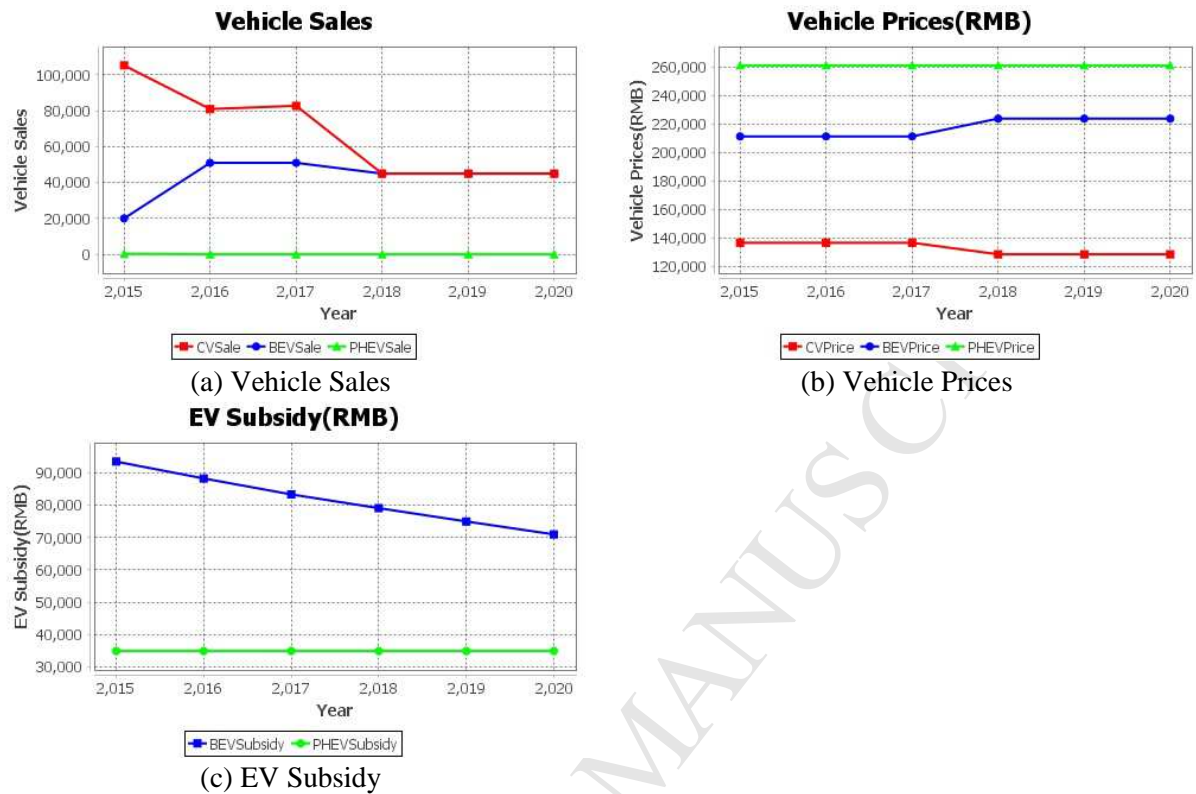 Vehicle Sales
Vehicle Sales
100,000
80,000
60,000
40,000
20,000
0
2,015 2,016 2,017 2,018 2,019 2,020
Year
CVSale BEVSale PHEVSale
(a) Vehicle Sales
Vehicle Prices(RMB)
Vehicle Prices(RMB)
260,000
240,000
220,000
200,000
180,000
160,000
140,000
120,000
2,015 2,016 2,017 2,018 2,019 2,020
Year
CVPrice BEVPrice PHEVPrice
(b) Vehicle Prices
EV Subsidy(RMB)
EV Subsidy(RMB)
90,000
80,000
70,000
60,000
50,000
40,000
30,000
2,015 2,016 2,017 2,018 2,019 2,020
Year
BEVSubsidy PHEVSubsidy
(c) EV Subsidy
MANUSC